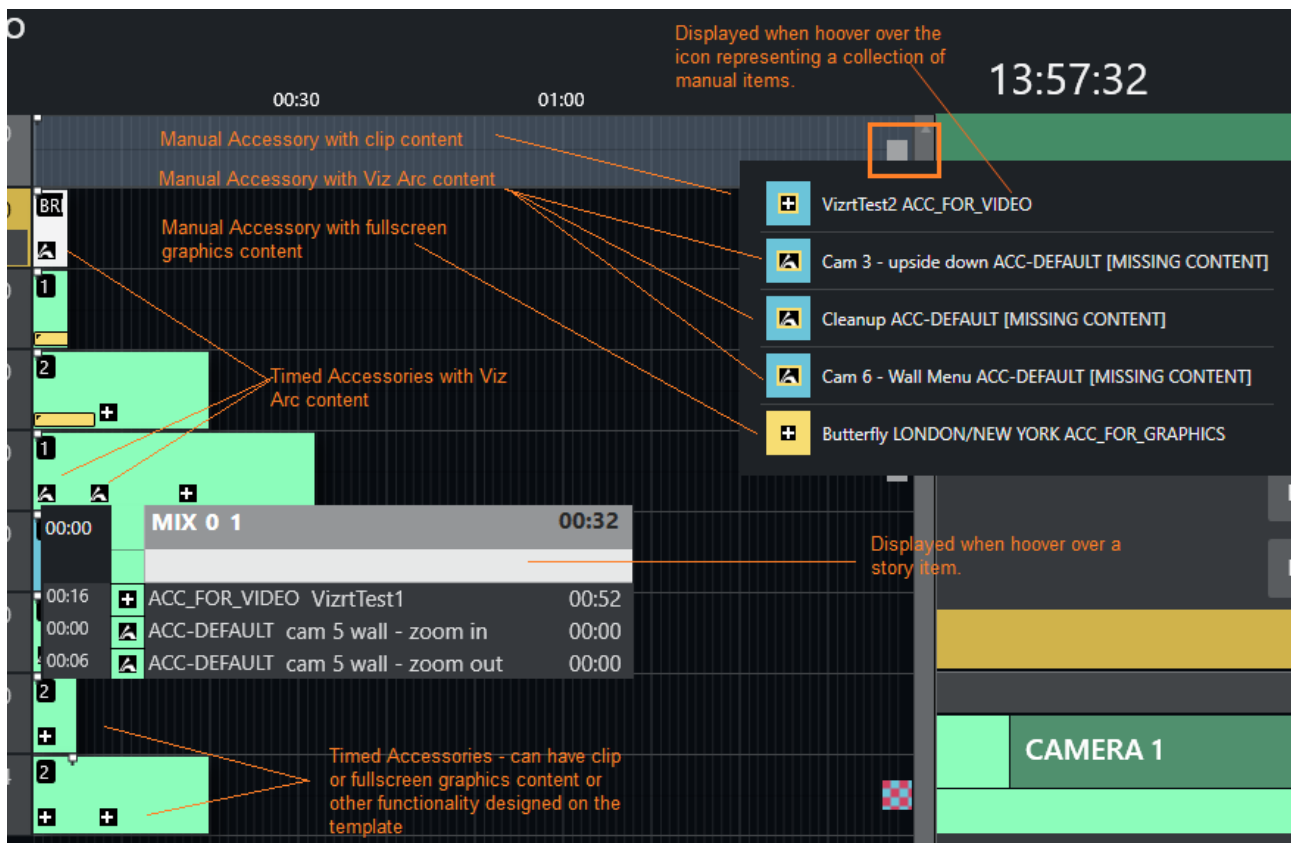 O
Displayed when hoover over the
icon representing a collection of
manual items.
13:57:32
00:30
01:00
Manual Accessory with clip content
Manual Accessory with Viz Arc content
Manual Accessory with fullscreen
graphics content
BRI
VizrtTest2 ACC_FOR_VIDEO
Cam 3 - upside down ACC-DEFAULT [MISSING CONTENT]
Cleanup ACC-DEFAULT [MISSING CONTENT]
Cam 6 - Wall Menu ACC-DEFAULT [MISSING CONTENT]
Butterfly LONDON/NEW YORK ACC_FOR_GRAPHICS
1
2
Timed Accessories with Viz
Arc content
1
00:00 MIX 0 1 00:32
Displayed when hoover over a
story item.
00:16 ACC_FOR_VIDEO VizrtTest1 00:52
00:00 ACC-DEFAULT cam 5 wall - zoom in 00:00
00:06 ACC-DEFAULT cam 5 wall - zoom out 00:00
2
Timed Accessories - can have clip
or fullscreen graphics content or
other functionality designed on the
template
2
CAMERA 1